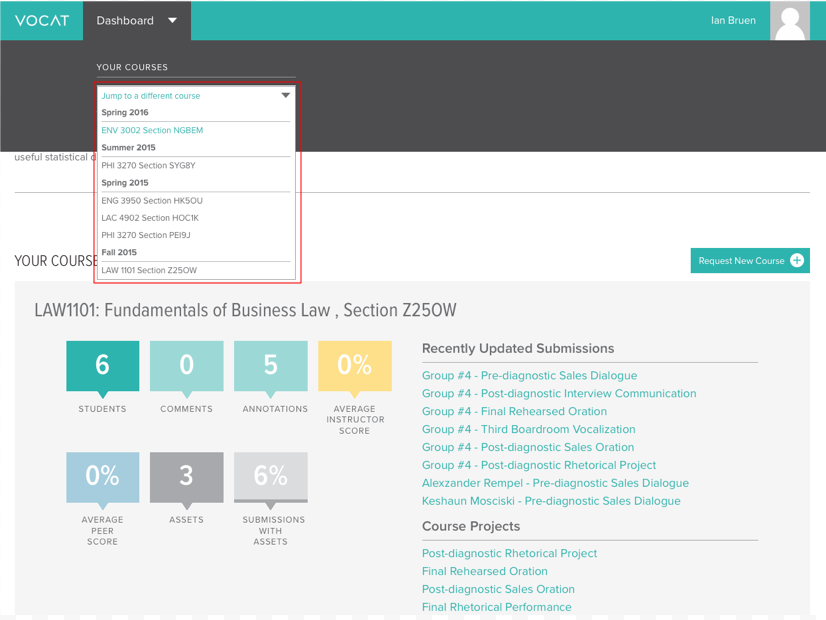 VOCAT
Dashboard
Ian Bruen
YOUR COURSES
Jump to a different course
Spring 2016
ENV 3002 Section NGBEM
Summer 2015
PHI 3270 Section SYG8Y
Spring 2015
ENG 3950 Section HK5OU
LAC 4902 Section HOC1K
PHI 3270 Section PEI9J
Fall 2015
LAW 1101 Section Z25OW
useful statistical
YOUR COURSE
Request New Course
LAW1101: Fundamentals of Business Law , Section Z25OW
6
STUDENTS
0
COMMENTS
5
ANNOTATIONS
0%
AVERAGE
INSTRUCTOR
SCORE
0%
AVERAGE
PEER
SCORE
3
ASSETS
6%
SUBMISSIONS
WITH
ASSETS
Recently Updated Submissions
Group #4 - Pre-diagnostic Sales Dialogue
Group #4 - Post-diagnostic Interview Communication
Group #4 - Final Rehearsed Oration
Group #4 - Third Boardroom Vocalization
Group #4 - Post-diagnostic Sales Oration
Group #4 - Post-diagnostic Rhetorical Project
Alexzander Rempel - Pre-diagnostic Sales Dialogue
Keshaun Mosciski - Pre-diagnostic Sales Dialogue
Course Projects
Post-diagnostic Rhetorical Project
Final Rehearsed Oration
Post-diagnostic Sales Oration
Final Rhetorical Performance